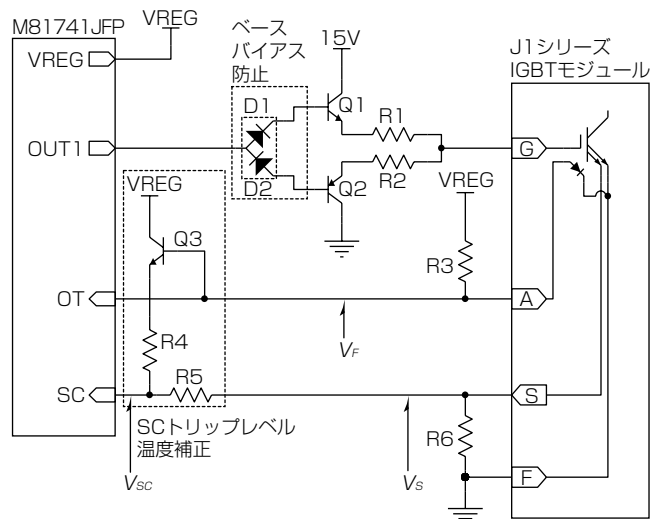 M81741JFP
VREG
VREG
OUT1
ベース
バイアス
防止
D1
D2
15V
Q1
R1
R2
Q2
VREG
Q3
VREG
R3
OT
R4
VF
SC
R5
SCトリップレベル
温度補正
VSC
VS
R6
J1シリーズ
IGBTモジュール
G
A
S
F